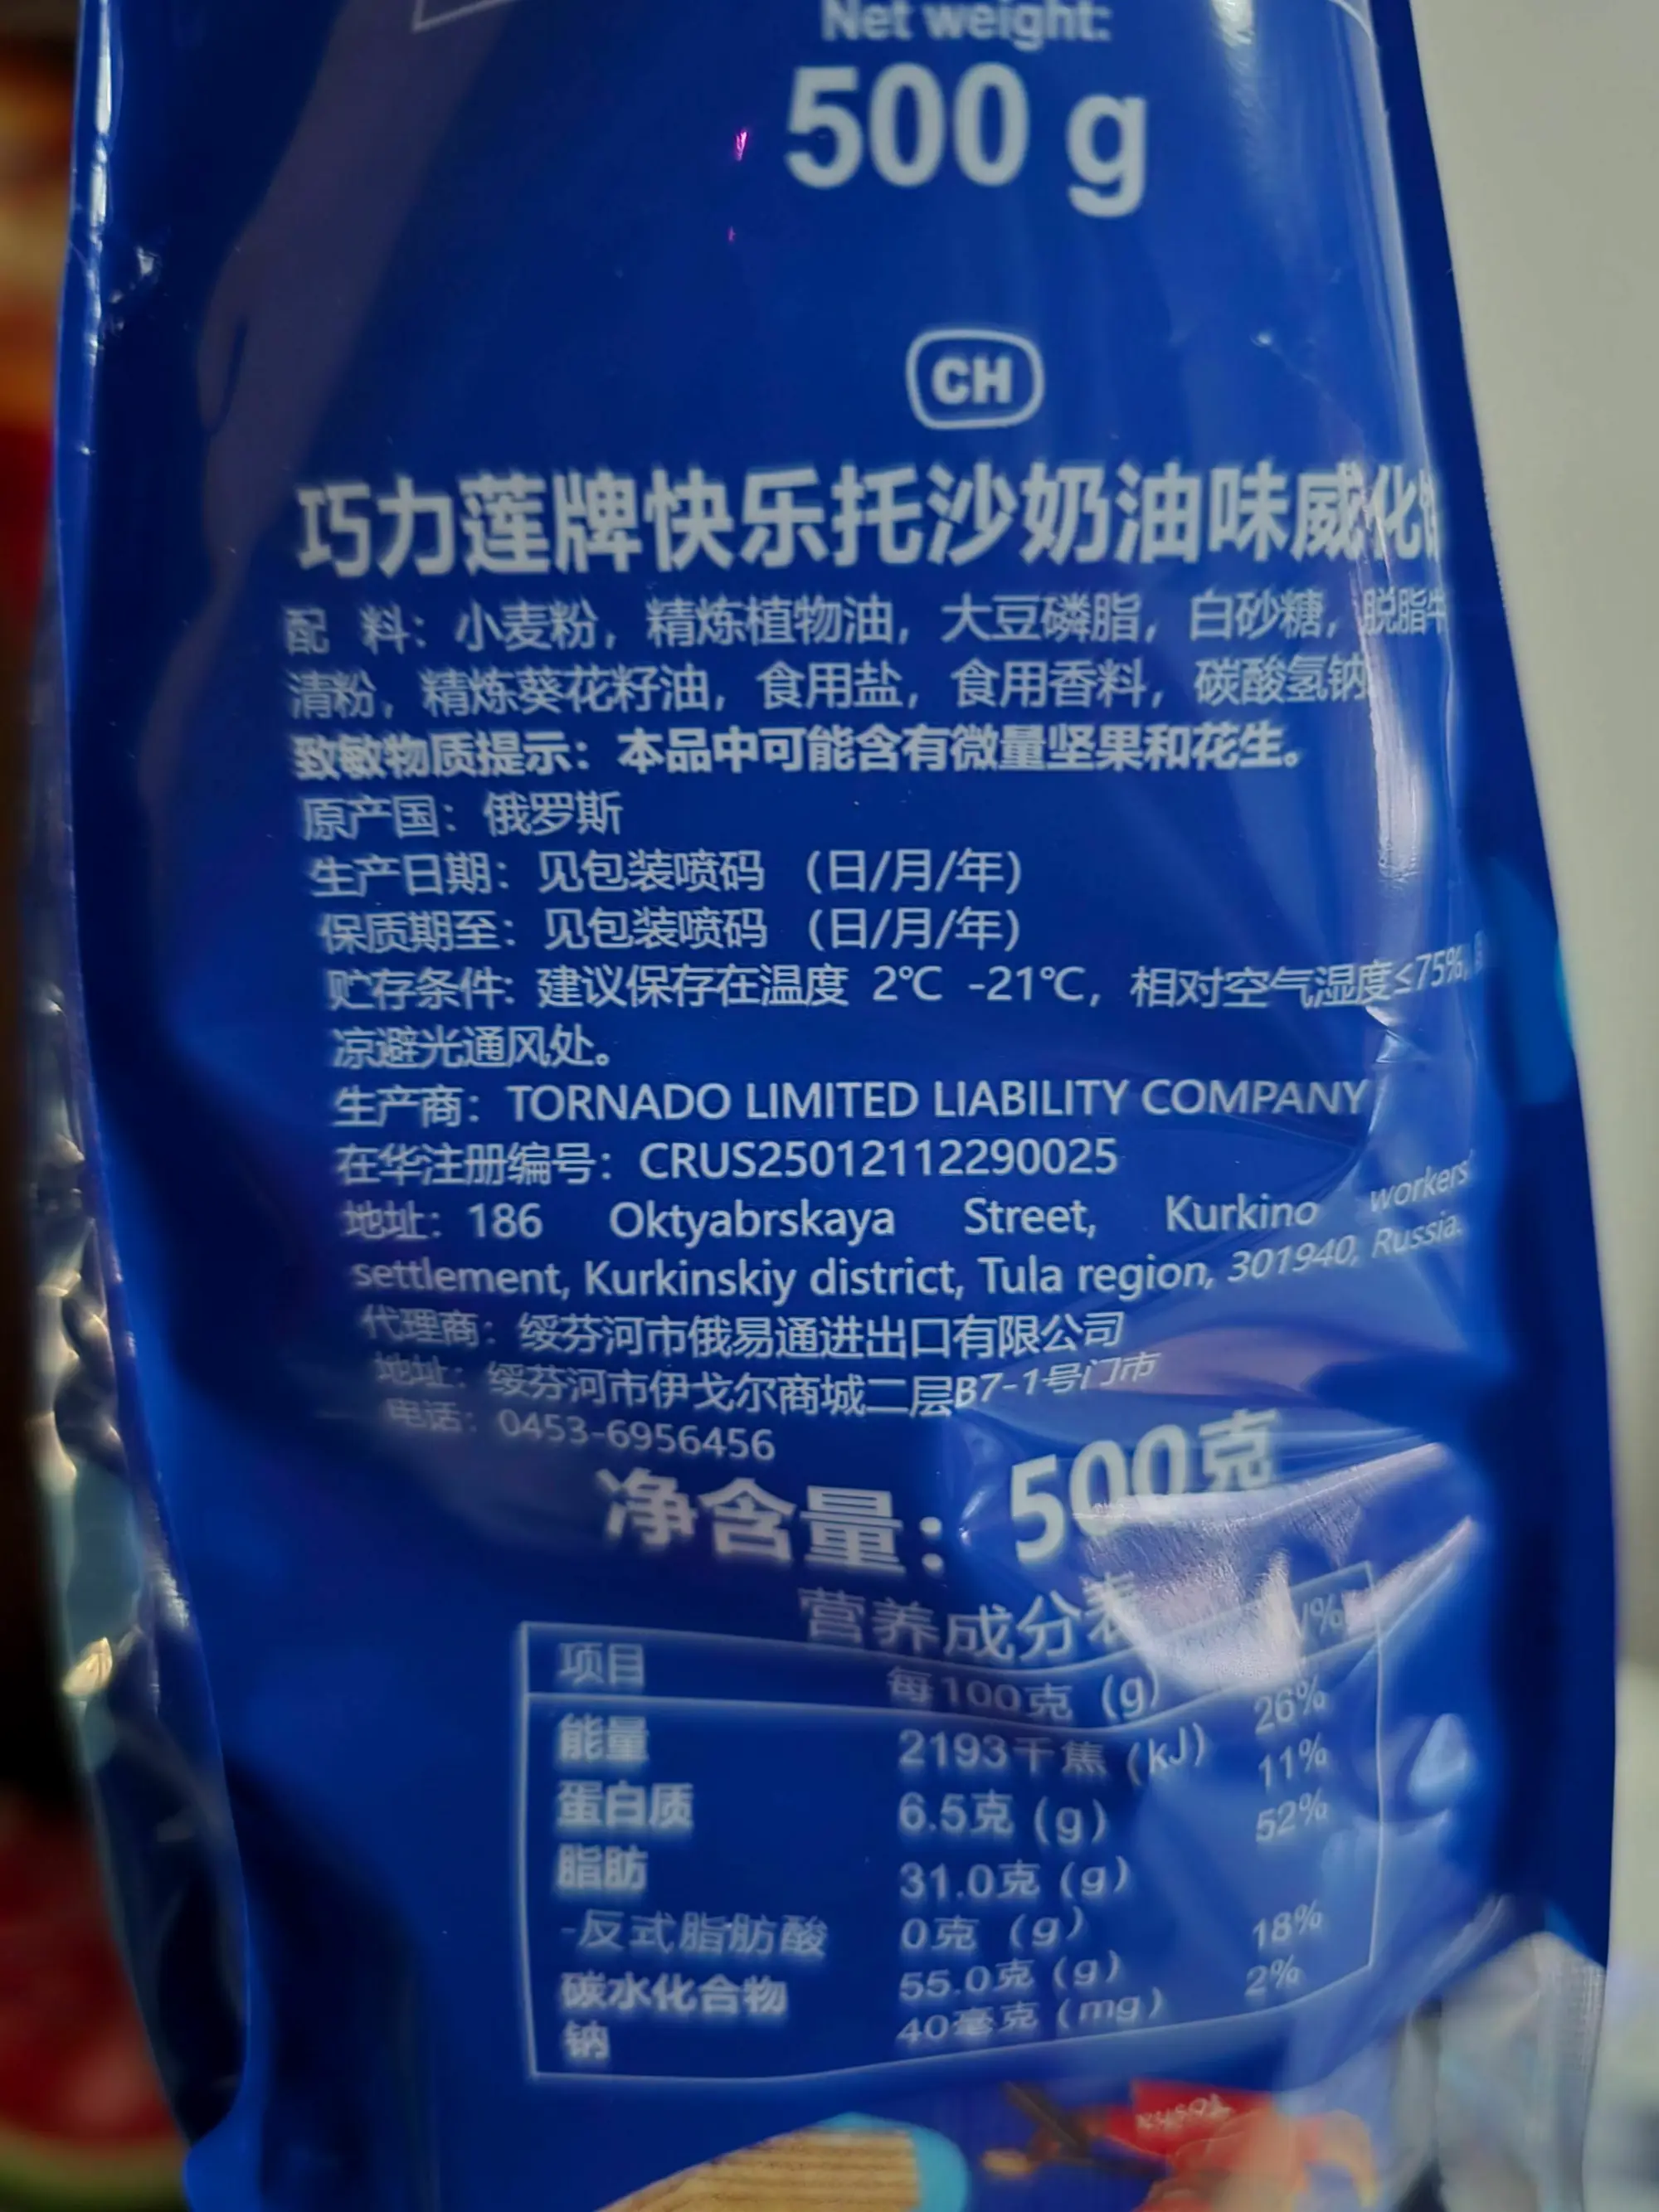 Net weight:
500 g
CH
巧力莲牌快乐托沙奶油味威化
配 料：小麦粉，精炼植物油，大豆磷脂，白砂糖，脱脂牛
清粉，精炼葵花籽油，食用盐，食用香料，碳酸氢钠
致敏物质提示：本品中可能含有微量坚果和花生。
原产国：俄罗斯
生产日期：见包装喷码 （日/月/年）
保质期至：见包装喷码 （日/月/年）
贮存条件: 建议保存在温度 2℃ -21℃，相对空气湿度≤75%,
凉避光通风处。
生产商：TORNADO LIMITED LIABILITY COMPANY
在华注册编号：CRUS25012112290025
地址：186 Oktyabrskaya Street, Kurkino workers'
settlement, Kurkinskiy district, Tula region, 301940, Russia.
代理商：绥芬河市俄易通进出口有限公司
地址：绥芬河市伊戈尔商城二层B7-1号门市
电话：0453-6956456
净含量：500克
营养成分表
项目 每100克（g） %
能量 2193千焦（kJ） 26%
蛋白质 6.5克（g） 11%
脂肪 31.0克（g） 52%
-反式脂肪酸 0克（g）
碳水化合物 55.0克（g） 18%
钠 40毫克（mg） 2%